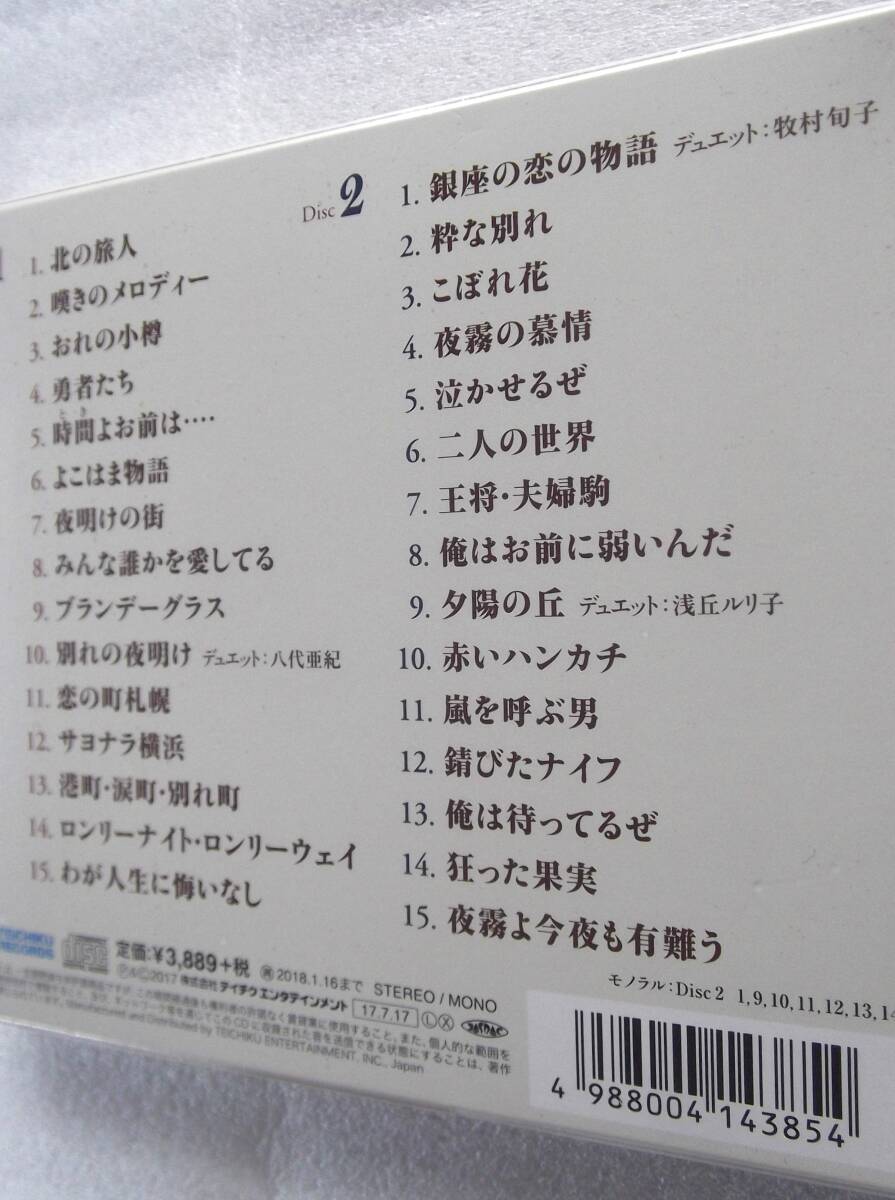 1. 北の旅人
2. 嘆きのメロディー
3. おれの小樽
4. 勇者たち
5. 時間よお前は‥‥
とき
6. よこはま物語
7. 夜明けの街
8. みんな誰かを愛してる
9. ブランデーグラス
10. 別れの夜明け デュエット:八代亜紀
11. 恋の町札幌
12. サヨナラ横浜
13. 港町・涙町・別れ町
14. ロンリーナイト・ロンリーウェイ
15. わが人生に悔いなし
Disc 2
1. 銀座の恋の物語 デュエット:牧村旬子
2. 粋な別れ
3. こぼれ花
4. 夜霧の慕情
5. 泣かせるぜ
6. 二人の世界
7. 王将・夫婦駒
8. 俺はお前に弱いんだ
9. 夕陽の丘 デュエット:浅丘ルリ子
10. 赤いハンカチ
11. 嵐を呼ぶ男
12. 錆びたナイフ
13. 俺は待ってるぜ
14. 狂った果実
15. 夜霧よ今夜も有難う
モノラル:Disc 2 1,9,10,11,12,13,14
TEICHIKU RECORDS
定価:¥3,889+税 2018.1.16まで STEREO / MONO
℗©2017 株式会社テイチクエンタテインメント 17.7.17 Ⓛ Ⓧ
Manufactured and Distributed by TEICHIKU ENTERTAINMENT, INC., Japan
4 988004 143854